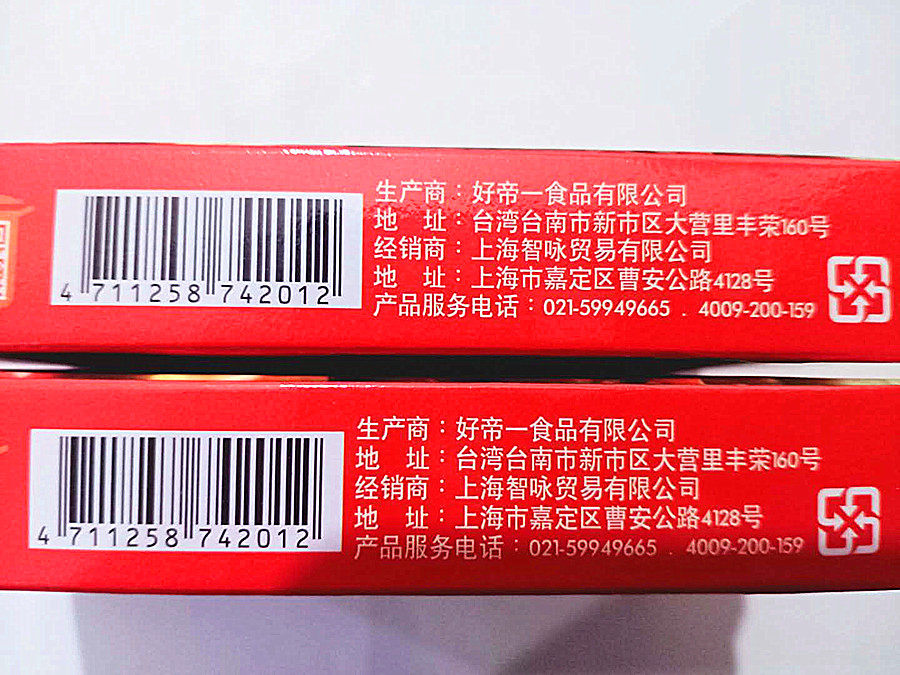 生产商：好帝一食品有限公司
地 址：台湾台南市新市区大营里丰荣160号
经销商：上海智咏贸易有限公司
地 址：上海市嘉定区曹安公路4128号
产品服务电话：021-59949665 . 4009-200-159
4 711258 742012
生产商：好帝一食品有限公司
地 址：台湾台南市新市区大营里丰荣160号
经销商：上海智咏贸易有限公司
地 址：上海市嘉定区曹安公路4128号
产品服务电话：021-59949665 . 4009-200-159
4 711258 742012